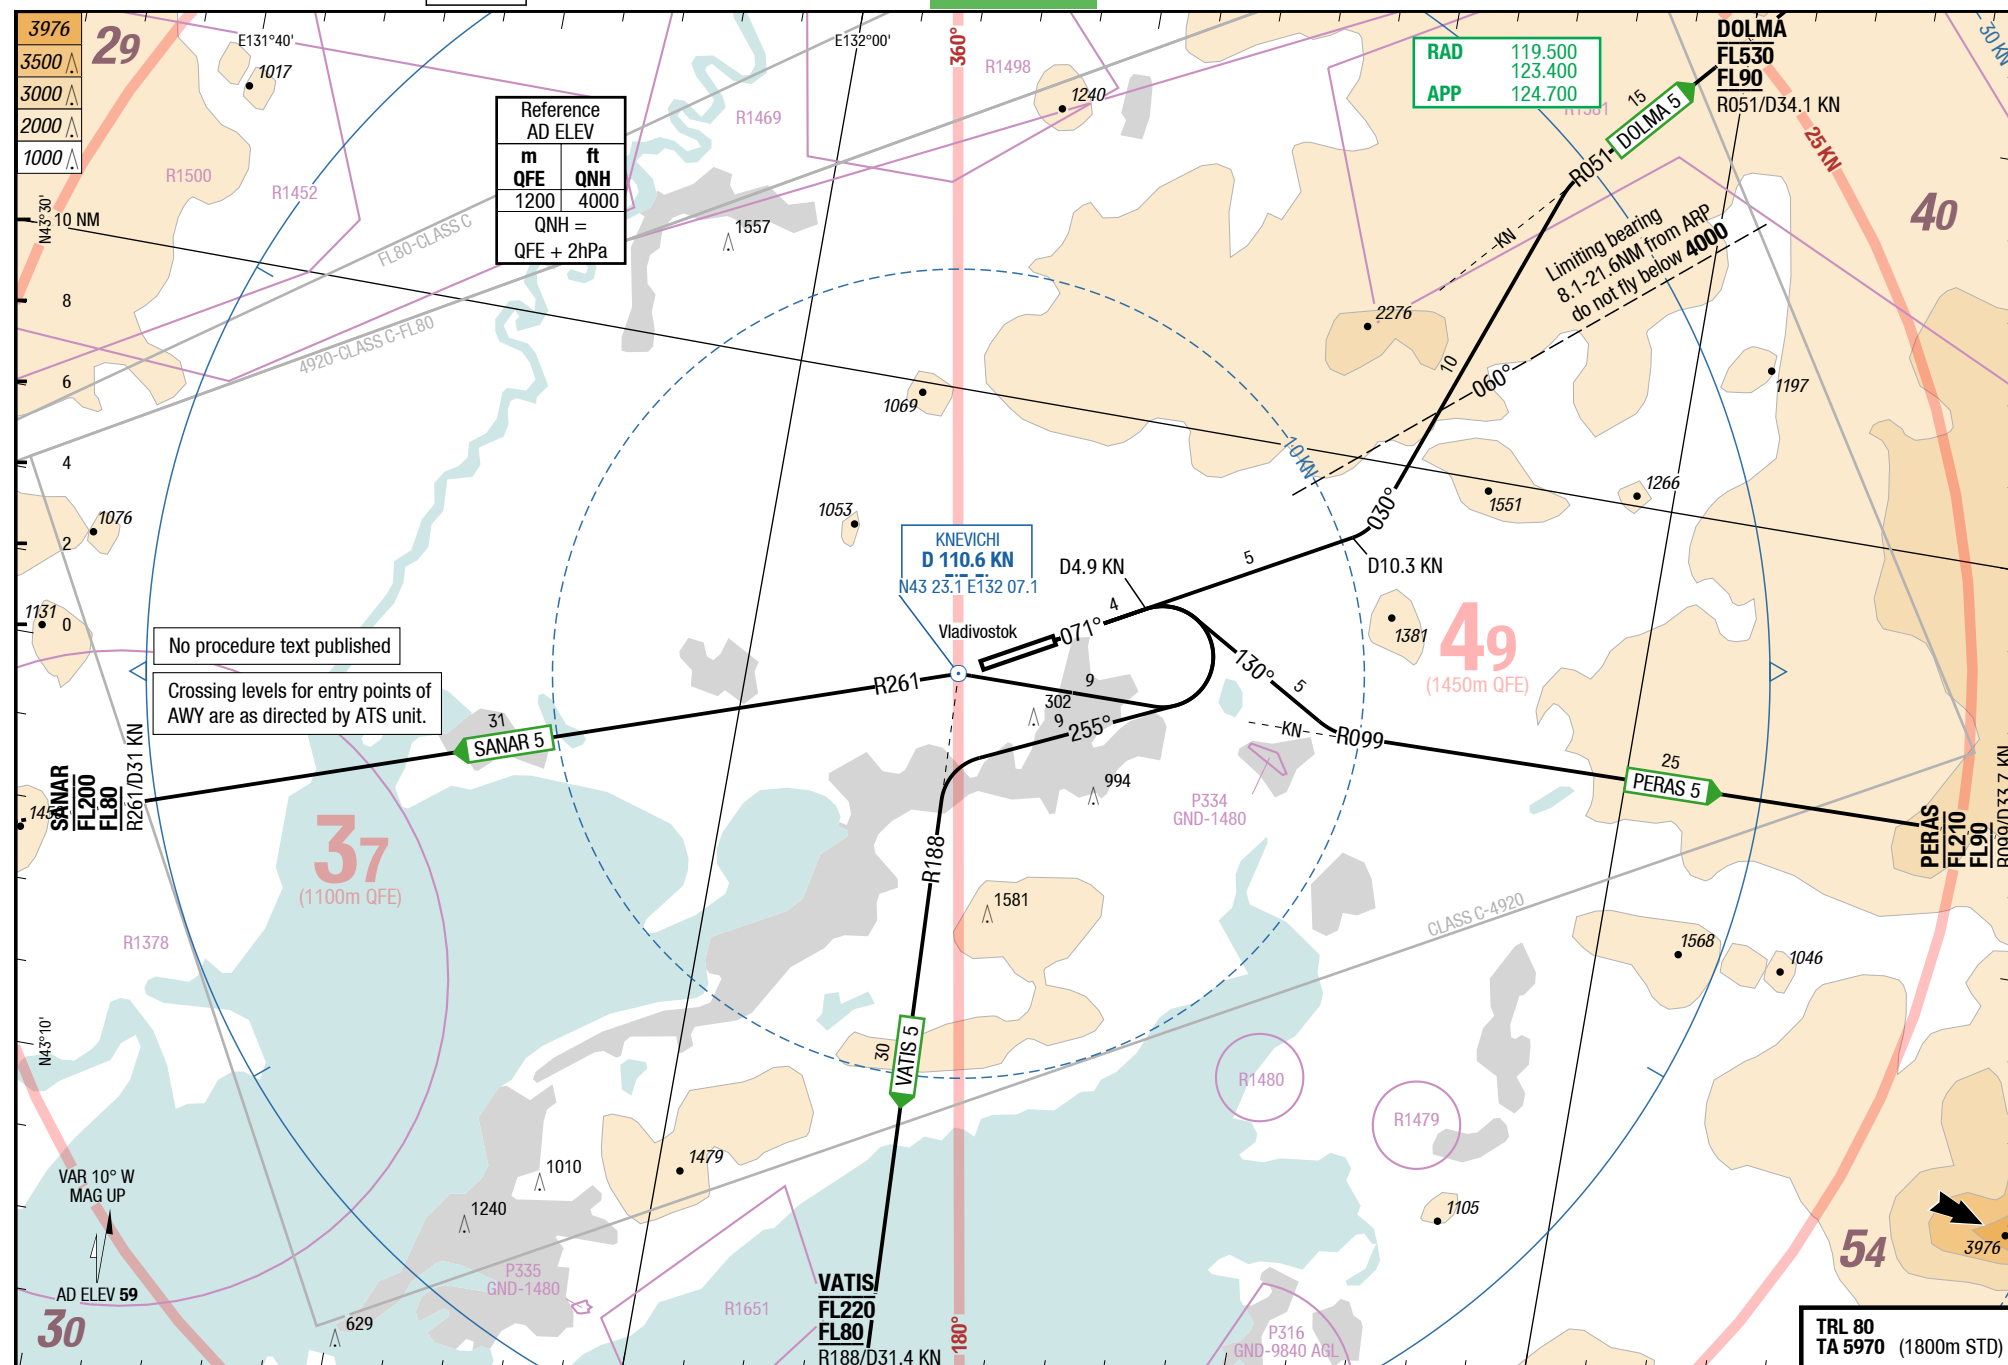 3976
3500
3000
2000
1000
29
1017
E131°40'
E132°00'
360°
R1498
1240
R1469
R1500
R1452
Reference
AD ELEV
m ft
QFE QNH
1200 4000
QNH =
QFE + 2hPa
RAD 119.500
123.400
APP 124.700
DOLMA
FL530
FL90
R051/D34.1 KN
15
DOLMA 5
R051
30 KN
25 KN
40
N43°30'
10 NM
8
6
4
2
0
FL80-CLASS C
4920-CLASS C-FL80
1557
KN
Limiting bearing
8.1-21.6NM from ARP
do not fly below 4000
2276
10
060°
1197
1069
10 KN
1053
1076
1551
1266
030°
KNEVICHI
D 110.6 KN
N43 23.1 E132 07.1
D4.9 KN
5
D10.3 KN
1131
4
071°
Vladivostok
1381
49
(1450m QFE)
No procedure text published
Crossing levels for entry points of
AWY are as directed by ATS unit.
R261
9
302
9
255°
130°
5
KN
R099
31
SANAR 5
25
PERAS 5
SANAR
FL200
FL80
R261/D31 KN
994
P334
GND-1480
PERAS
FL210
FL90
R099/D33.7 KN
37
(1100m QFE)
R188
1581
CLASS C-4920
R1378
1568
1046
N43°10'
30
VATIS 5
R1480
R1479
1479
1010
1240
1105
VAR 10° W
MAG UP
AD ELEV 59
30
P335
GND-1480
629
R1651
VATIS
FL220
FL80
R188/D31.4 KN
180°
P316
GND-9840 AGL
54
3976
TRL 80
TA 5970 (1800m STD)